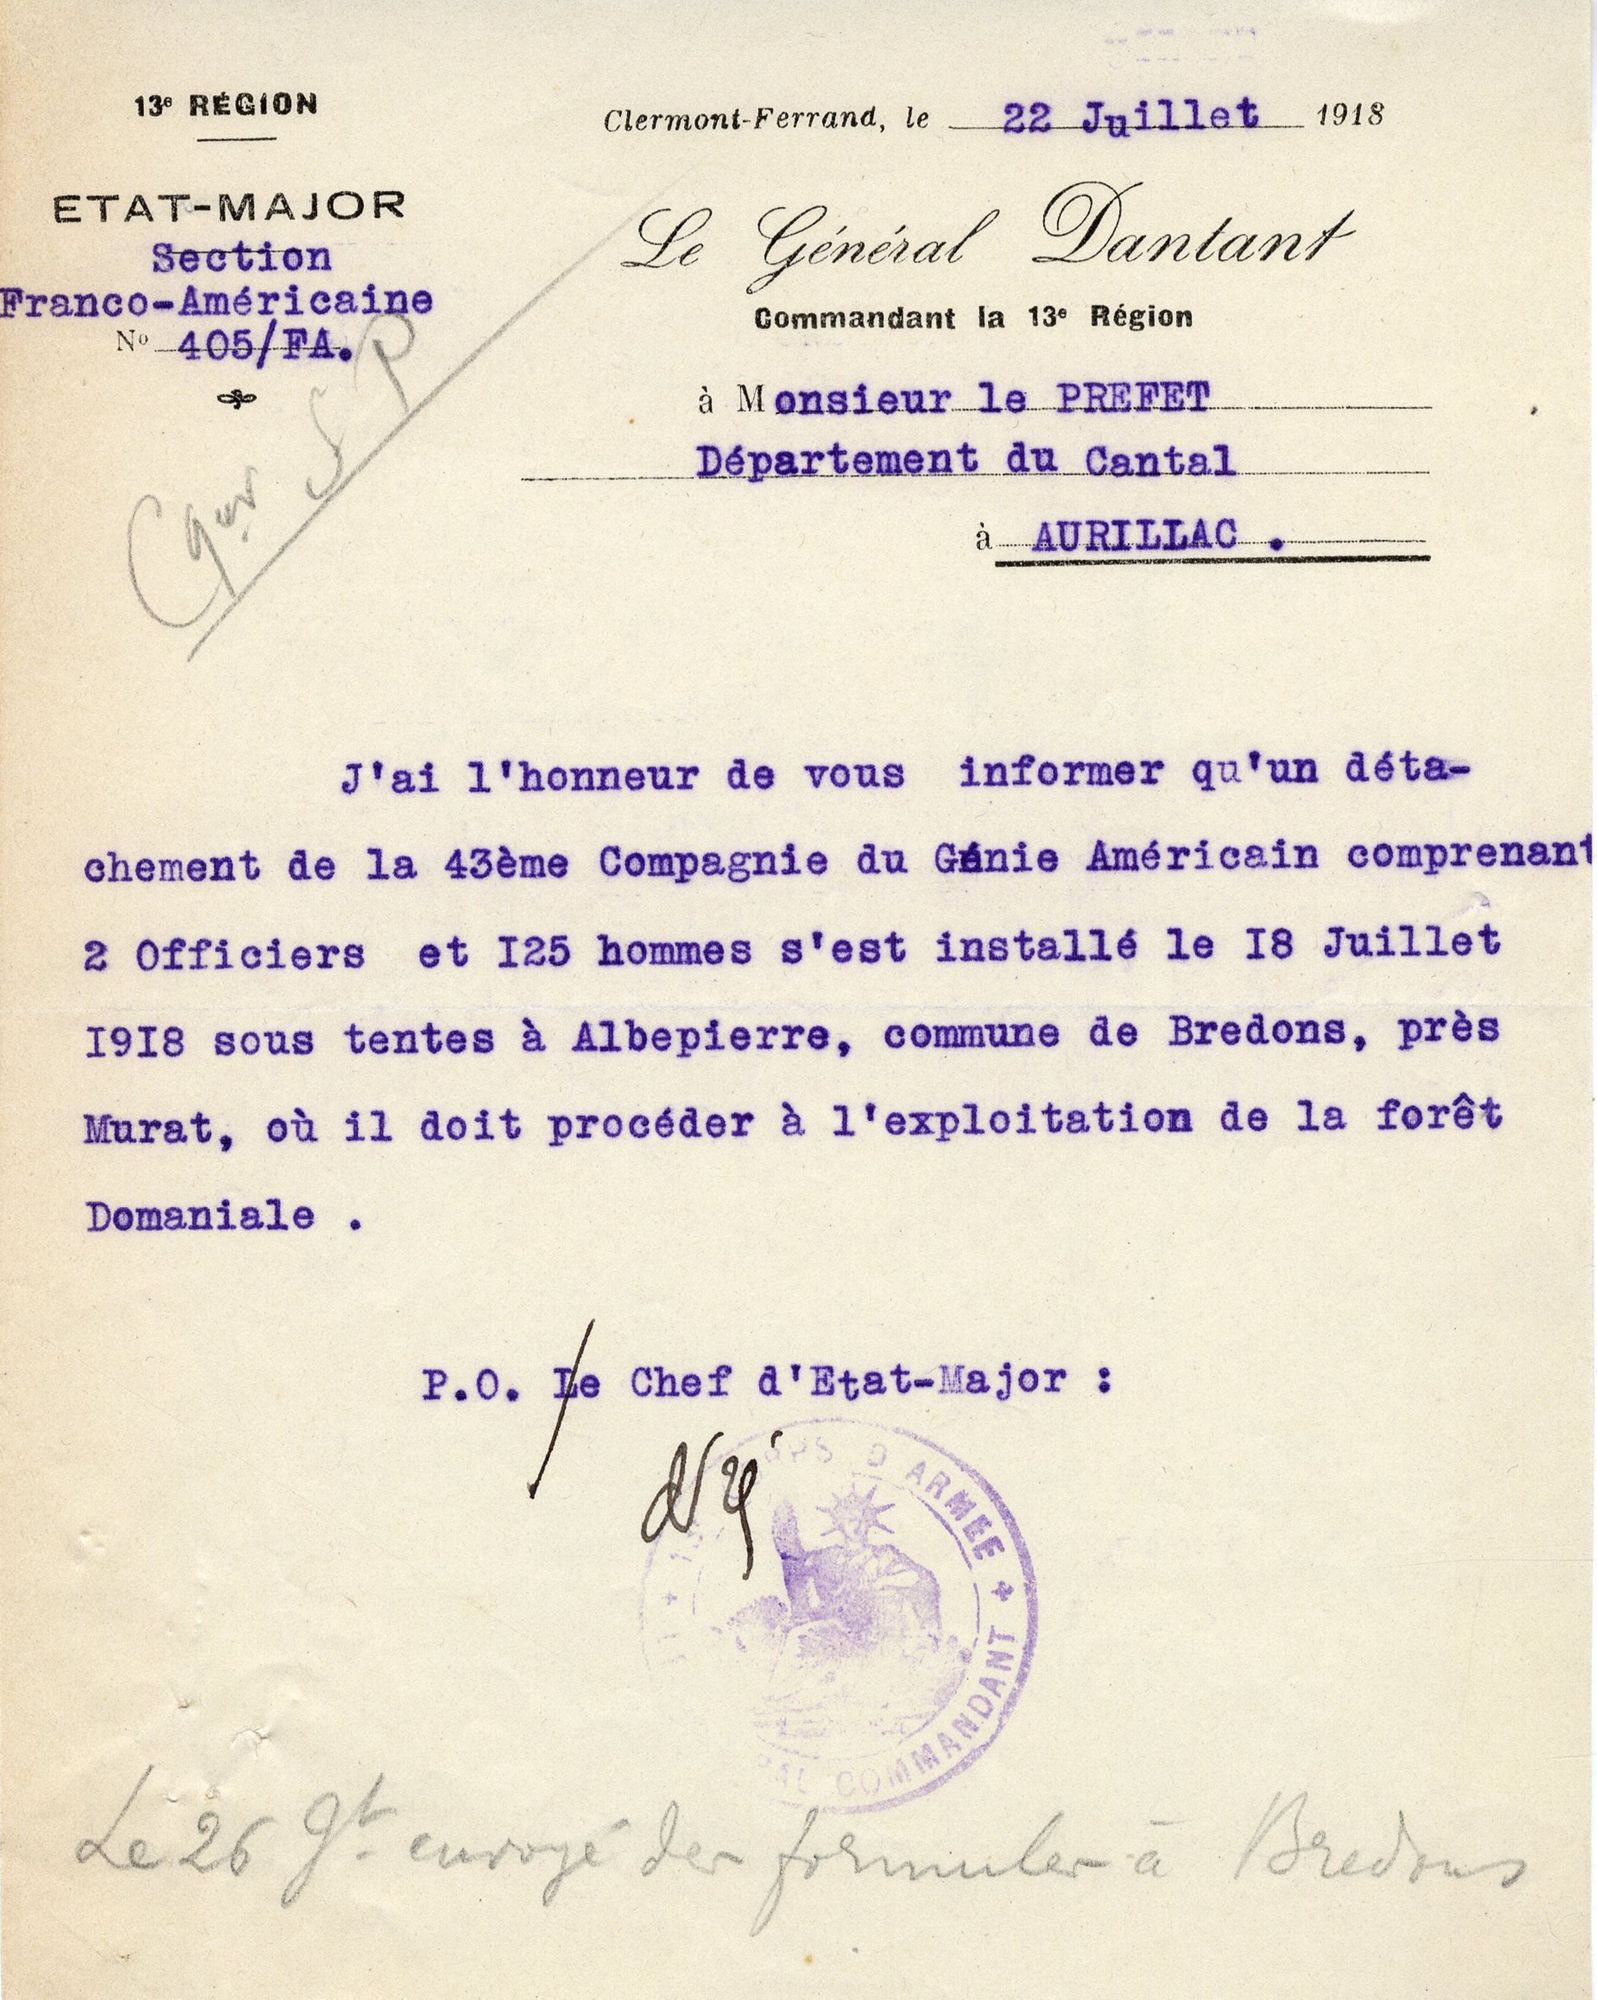 13e RÉGION
ETAT-MAJOR
Section
Franco-Américaine
No 405/FA.
Clermont-Ferrand, le 22 Juillet 1918
Le Général Dantant
Commandant la 13e Région
à Monsieur le PREFET
Département du Cantal
à AURILLAC .
J'ai l'honneur de vous informer qu'un déta-
chement de la 43ème Compagnie du Génie Américain comprenant
2 Officiers et I25 hommes s'est installé le I8 Juillet
I9I8 sous tentes à Albepierre, commune de Bredons, près
Murat, où il doit procéder à l'exploitation de la forêt
Domaniale .
P.O. Le Chef d'Etat-Major :
D'ARMEE
COMMANDANT
Le 26 Jt envoyé des formules à Bredons